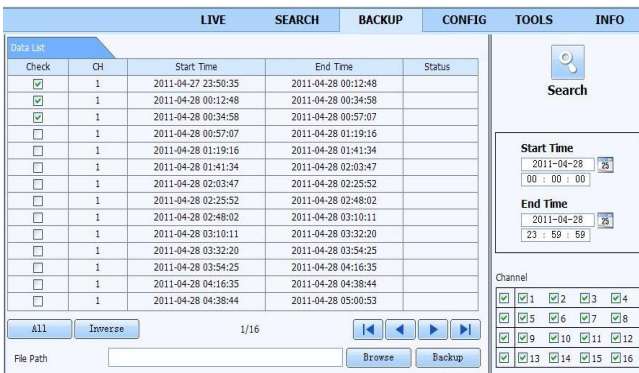 LIVE SEARCH BACKUP CONFIG TOOLS INFO
Data List
Check CH Start Time End Time Status
1 2011-04-27 23:50:35 2011-04-28 00:12:48
1 2011-04-28 00:12:48 2011-04-28 00:34:58
1 2011-04-28 00:34:58 2011-04-28 00:57:07
1 2011-04-28 00:57:07 2011-04-28 01:19:16
1 2011-04-28 01:19:16 2011-04-28 01:41:34
1 2011-04-28 01:41:34 2011-04-28 02:03:47
1 2011-04-28 02:03:47 2011-04-28 02:25:52
1 2011-04-28 02:25:52 2011-04-28 02:48:02
1 2011-04-28 02:48:02 2011-04-28 03:10:11
1 2011-04-28 03:10:11 2011-04-28 03:32:20
1 2011-04-28 03:32:20 2011-04-28 03:54:25
1 2011-04-28 03:54:25 2011-04-28 04:16:35
1 2011-04-28 04:16:35 2011-04-28 04:38:44
1 2011-04-28 04:38:44 2011-04-28 05:00:53
All Inverse 1/16
File Path Browse Backup
Search
Start Time
2011-04-28 25
00 : 00 : 00
End Time
2011-04-28 25
23 : 59 : 59
Channel
1 2 3 4
5 6 7 8
9 10 11 12
13 14 15 16